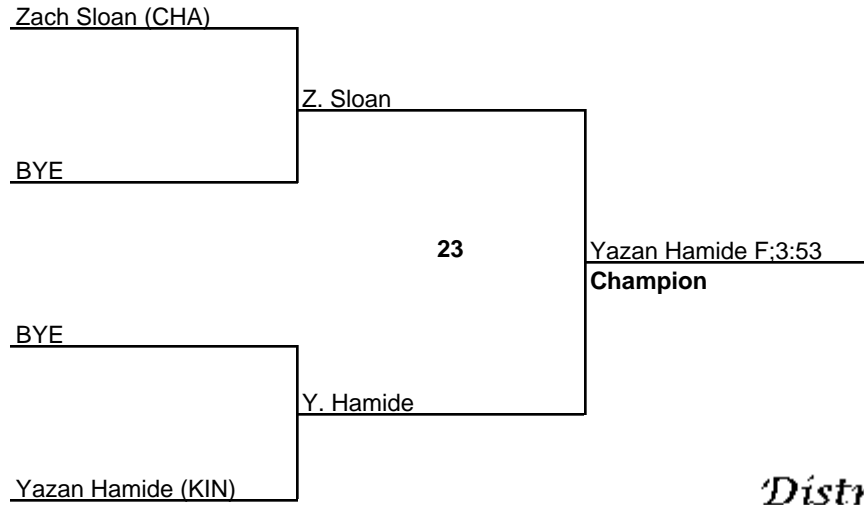 Zach Sloan (CHA)
Z. Sloan
BYE
23
Yazan Hamide F;3:53
Champion
BYE
Y. Hamide
Yazan Hamide (KIN)